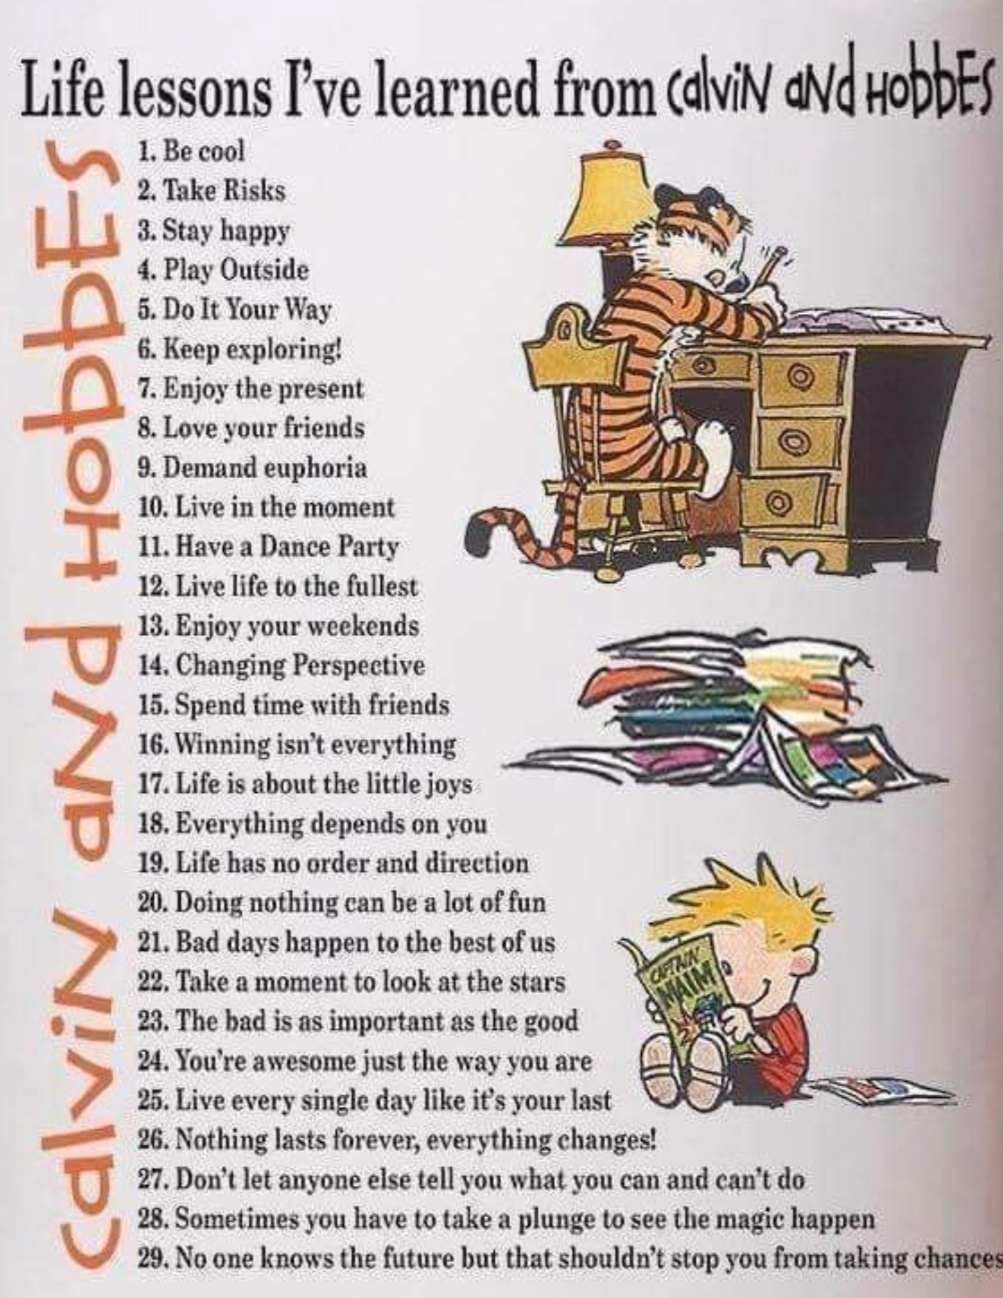 Life lessons I've learned from calviN aNd HobbEs
calviN aNd HobbEs
1. Be cool
2. Take Risks
3. Stay happy
4. Play Outside
5. Do It Your Way
6. Keep exploring!
7. Enjoy the present
8. Love your friends
9. Demand euphoria
10. Live in the moment
11. Have a Dance Party
12. Live life to the fullest
13. Enjoy your weekends
14. Changing Perspective
15. Spend time with friends
16. Winning isn't everything
17. Life is about the little joys
18. Everything depends on you
19. Life has no order and direction
20. Doing nothing can be a lot of fun
21. Bad days happen to the best of us
22. Take a moment to look at the stars
23. The bad is as important as the good
24. You're awesome just the way you are
25. Live every single day like it's your last
26. Nothing lasts forever, everything changes!
27. Don't let anyone else tell you what you can and can't do
28. Sometimes you have to take a plunge to see the magic happen
29. No one knows the future but that shouldn't stop you from taking chances
CAPTAIN
MAIM